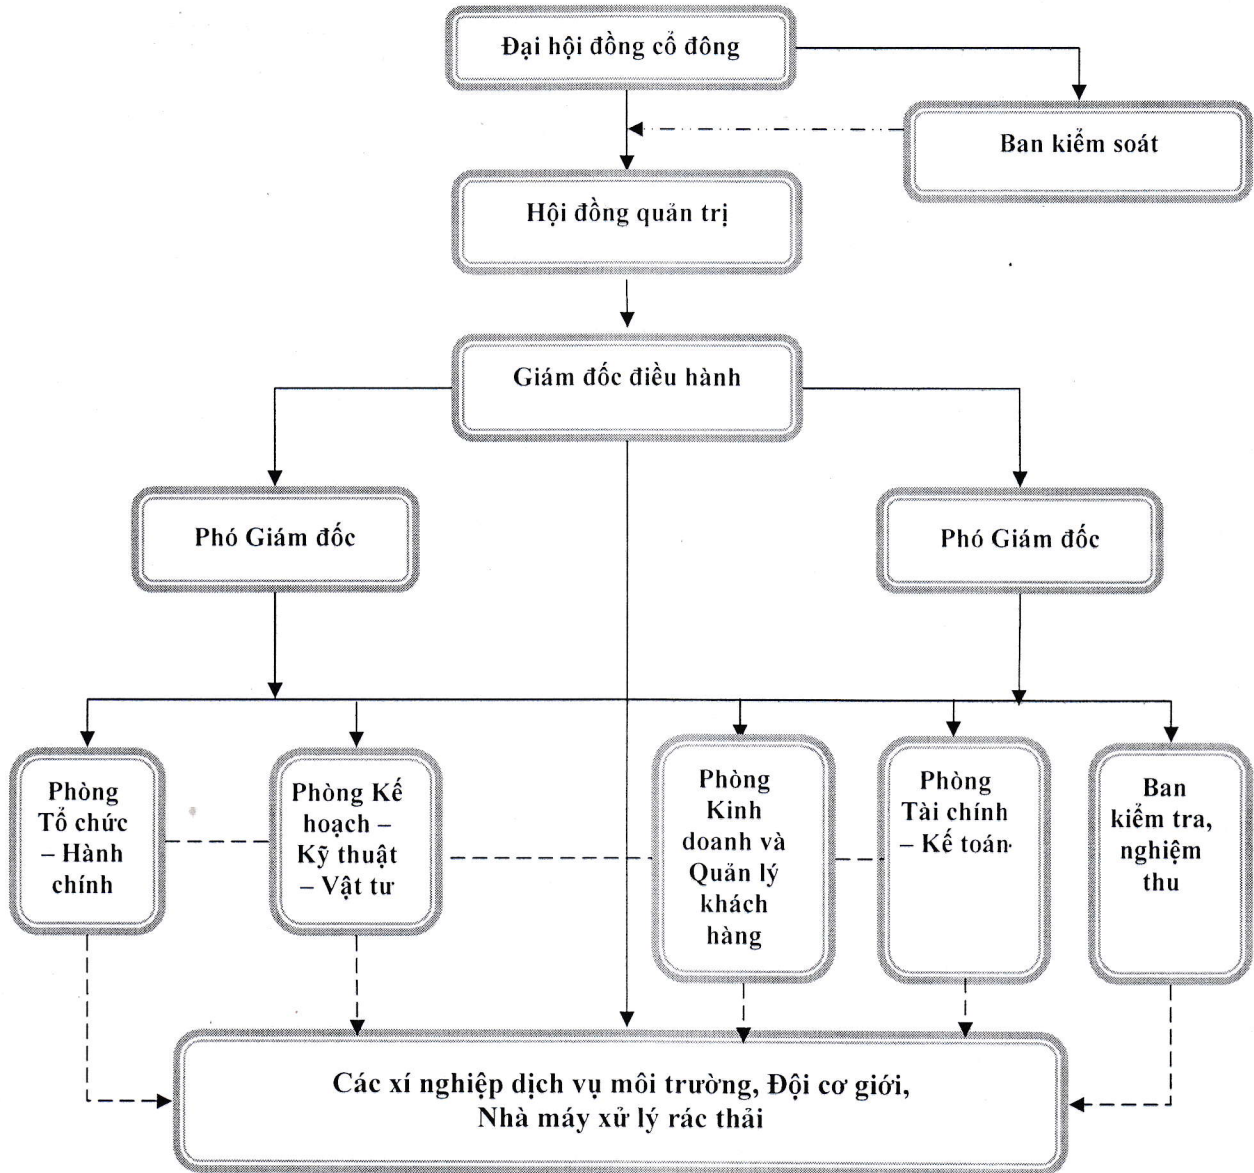 Đại hội đồng cổ đông
Ban kiểm soát
Hội đồng quản trị
Giám đốc điều hành
Phó Giám đốc
Phó Giám đốc
Phòng
Tổ chức
– Hành
chính
Phòng Kế
hoạch –
Kỹ thuật
– Vật tư
Phòng
Kinh
doanh và
Quản lý
khách
hàng
Phòng
Tài chính
– Kế toán
Ban
kiểm tra,
nghiệm
thu
Các xí nghiệp dịch vụ môi trường, Đội cơ giới,
Nhà máy xử lý rác thải